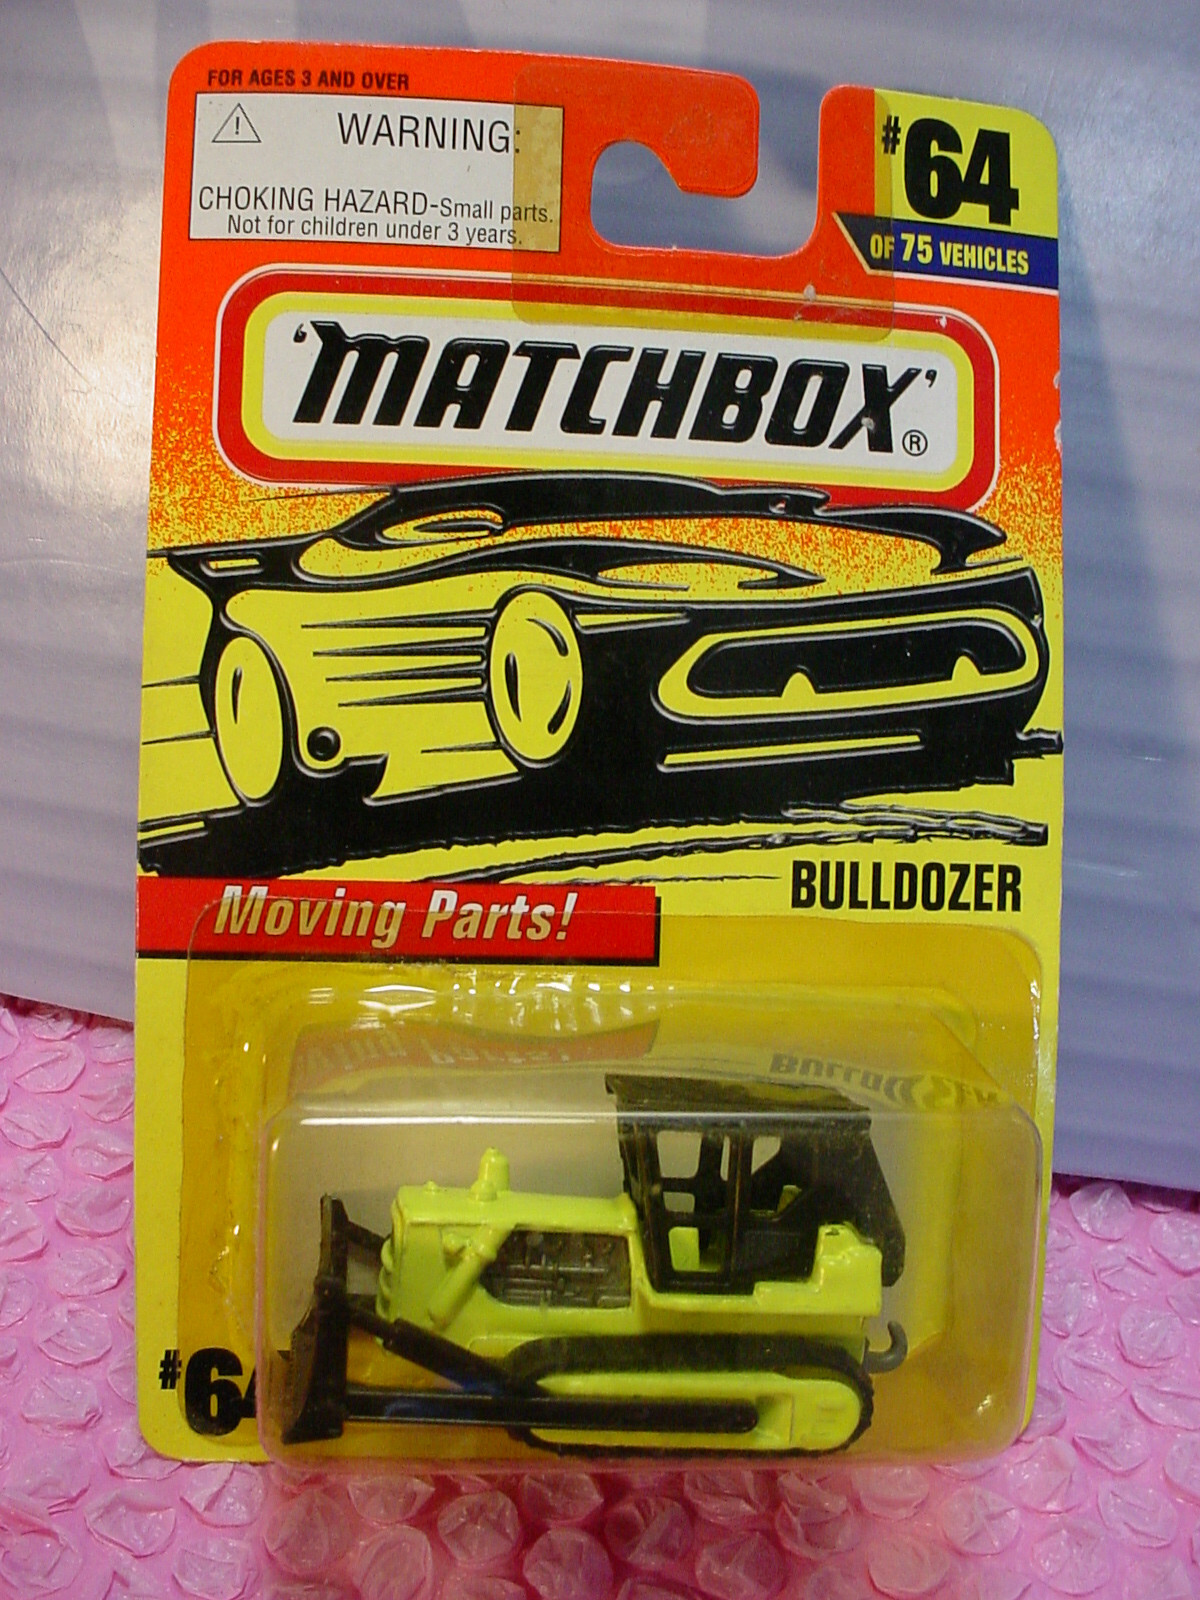 FOR AGES 3 AND OVER
WARNING:
CHOKING HAZARD-Small parts.
Not for children under 3 years.
#64
OF 75 VEHICLES
'MATCHBOX'®
BULLDOZER
Moving Parts!
#64